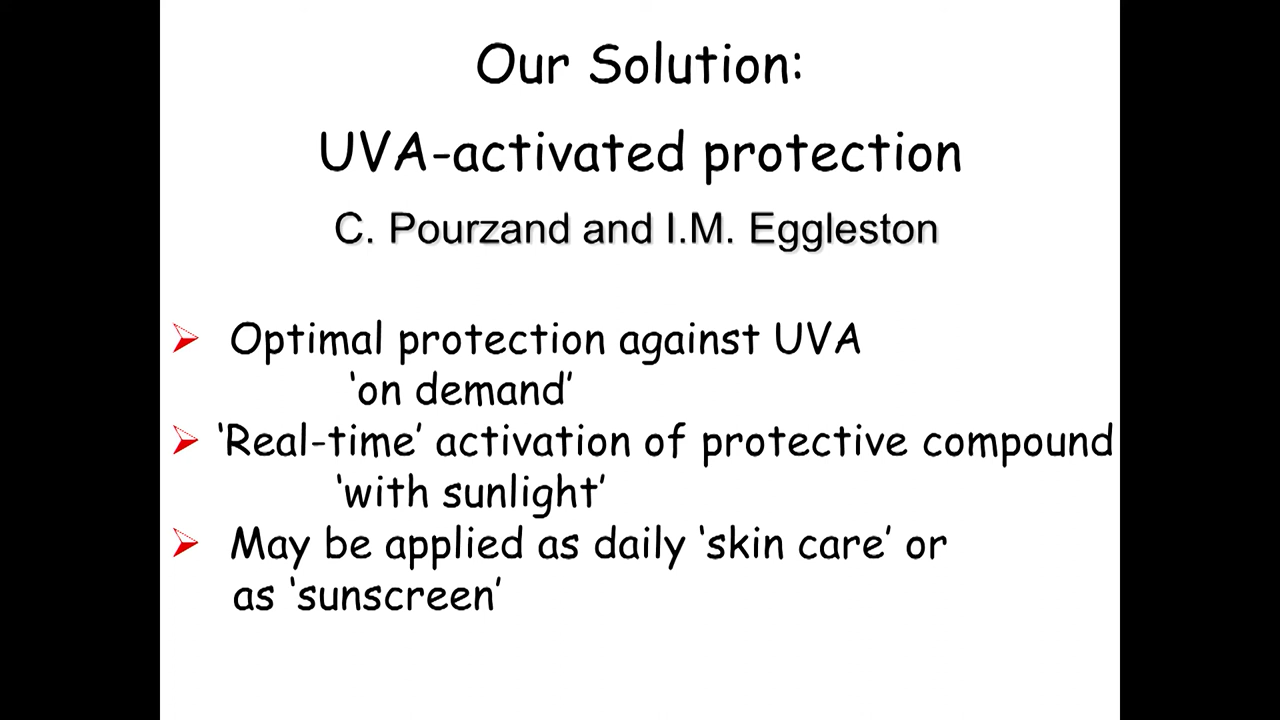 Our Solution:
UVA-activated protection
C. Pourzand and I.M. Eggleston
Optimal protection against UVA
‘on demand’
‘Real-time’ activation of protective compound
‘with sunlight’
May be applied as daily ‘skin care’ or
as ‘sunscreen’